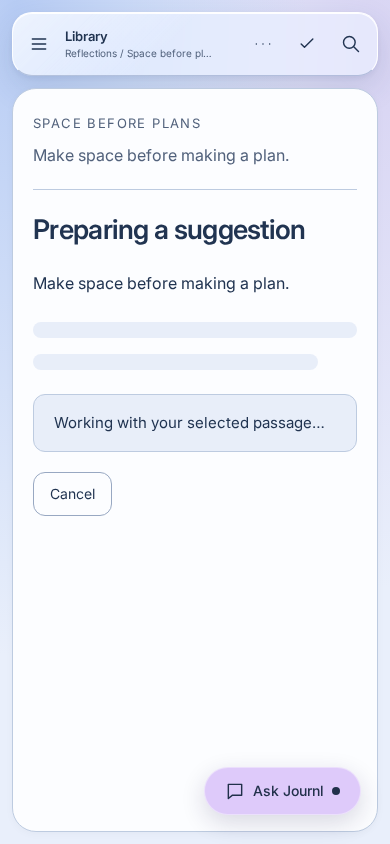 Library
Reflections / Space before pl...
SPACE BEFORE PLANS
Make space before making a plan.
Preparing a suggestion
Make space before making a plan.
Working with your selected passage...
Cancel
Ask Journl